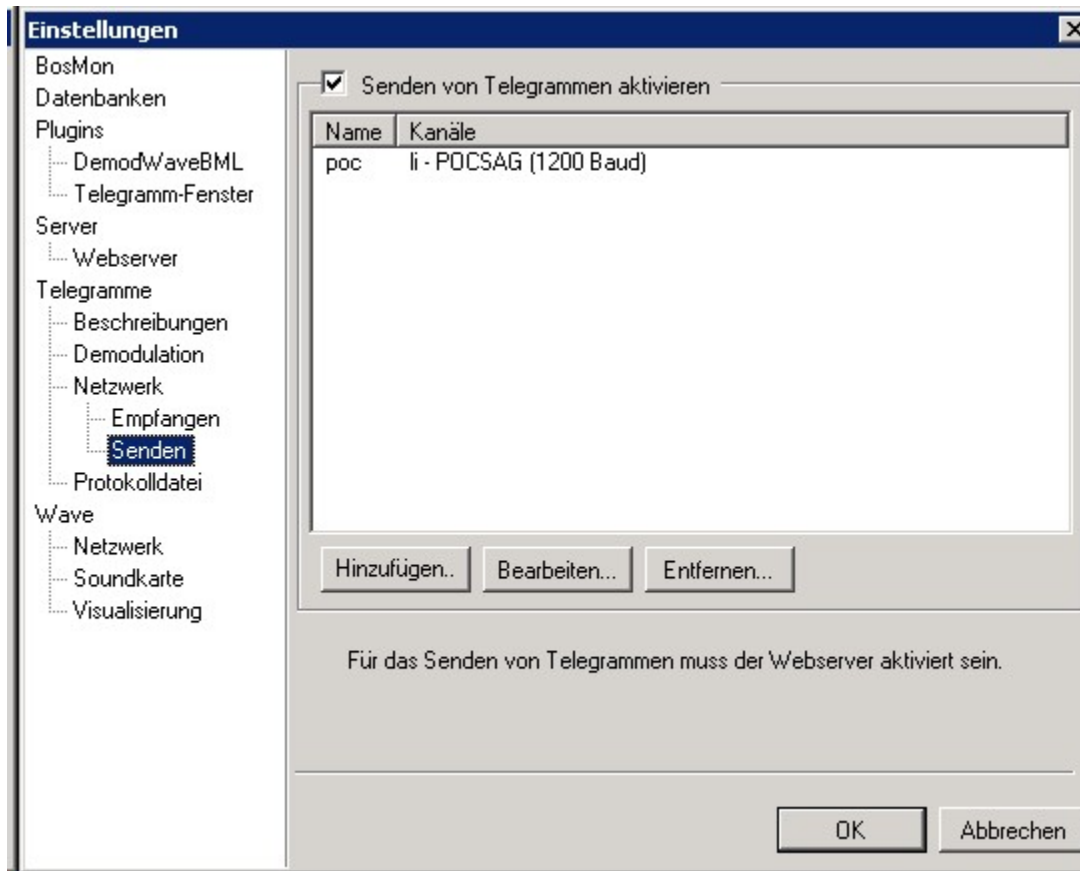 Einstellungen
BosMon
Datenbanken
Plugins
DemodWaveBML
Telegramm-Fenster
Server
Webserver
Telegramme
Beschreibungen
Demodulation
Netzwerk
Empfangen
Senden
Protokolldatei
Wave
Netzwerk
Soundkarte
Visualisierung
Senden von Telegrammen aktivieren
Name Kanäle
poc li - POCSAG (1200 Baud)
Hinzufügen.. Bearbeiten... Entfernen...
Für das Senden von Telegrammen muss der Webserver aktiviert sein.
OK Abbrechen